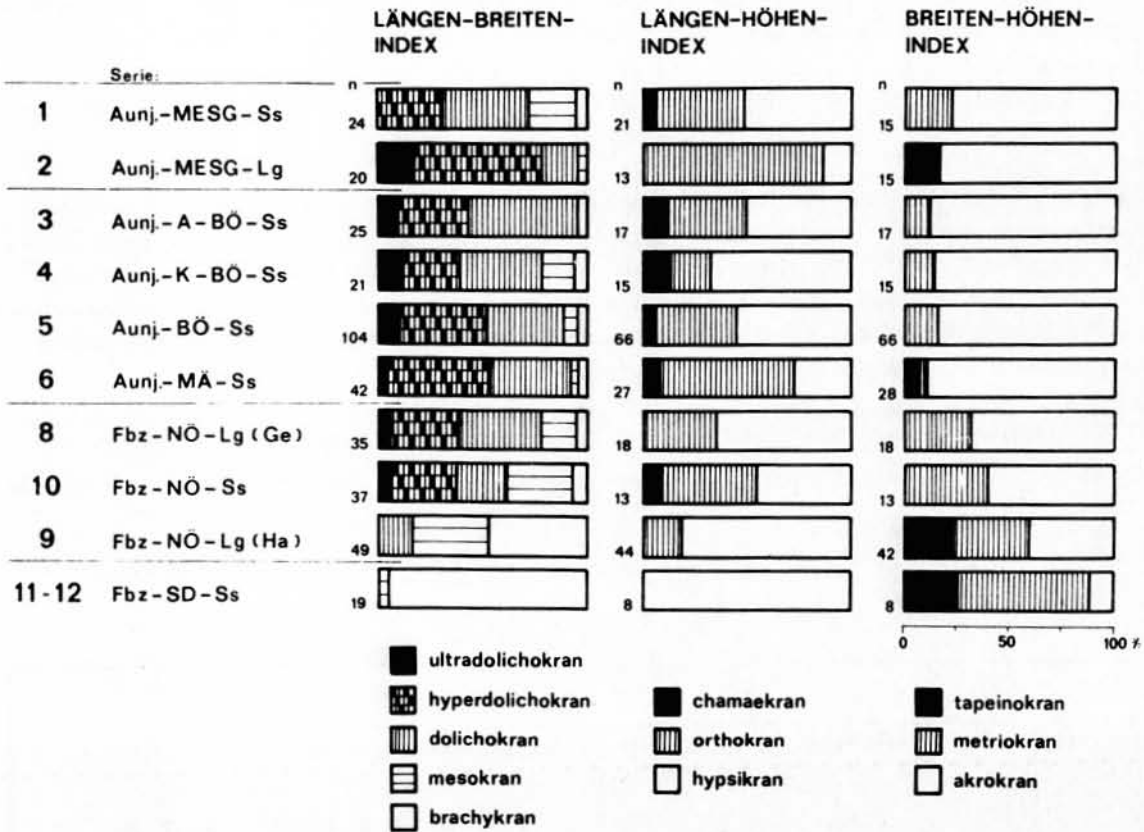 LÄNGEN-BREITEN-INDEX LÄNGEN-HÖHEN-INDEX BREITEN-HÖHEN-INDEX
Serie: n n n
1 Aunj.-MESG-Ss 24 21 15
2 Aunj.-MESG-Lg 20 13 15
3 Aunj.-A-BÖ-Ss 25 17 17
4 Aunj.-K-BÖ-Ss 21 15 15
5 Aunj.-BÖ-Ss 104 66 66
6 Aunj.-MÄ-Ss 42 27 28
8 Fbz-NÖ-Lg (Ge) 35 18 18
10 Fbz-NÖ-Ss 37 13 13
9 Fbz-NÖ-Lg (Ha) 49 44 42
11-12 Fbz-SD-Ss 19 8 8
0 50 100 %
ultradolichokran
hyperdolichokran chamaekran tapeinokran
dolichokran orthokran metriokran
mesokran hypsikran akrokran
brachykran